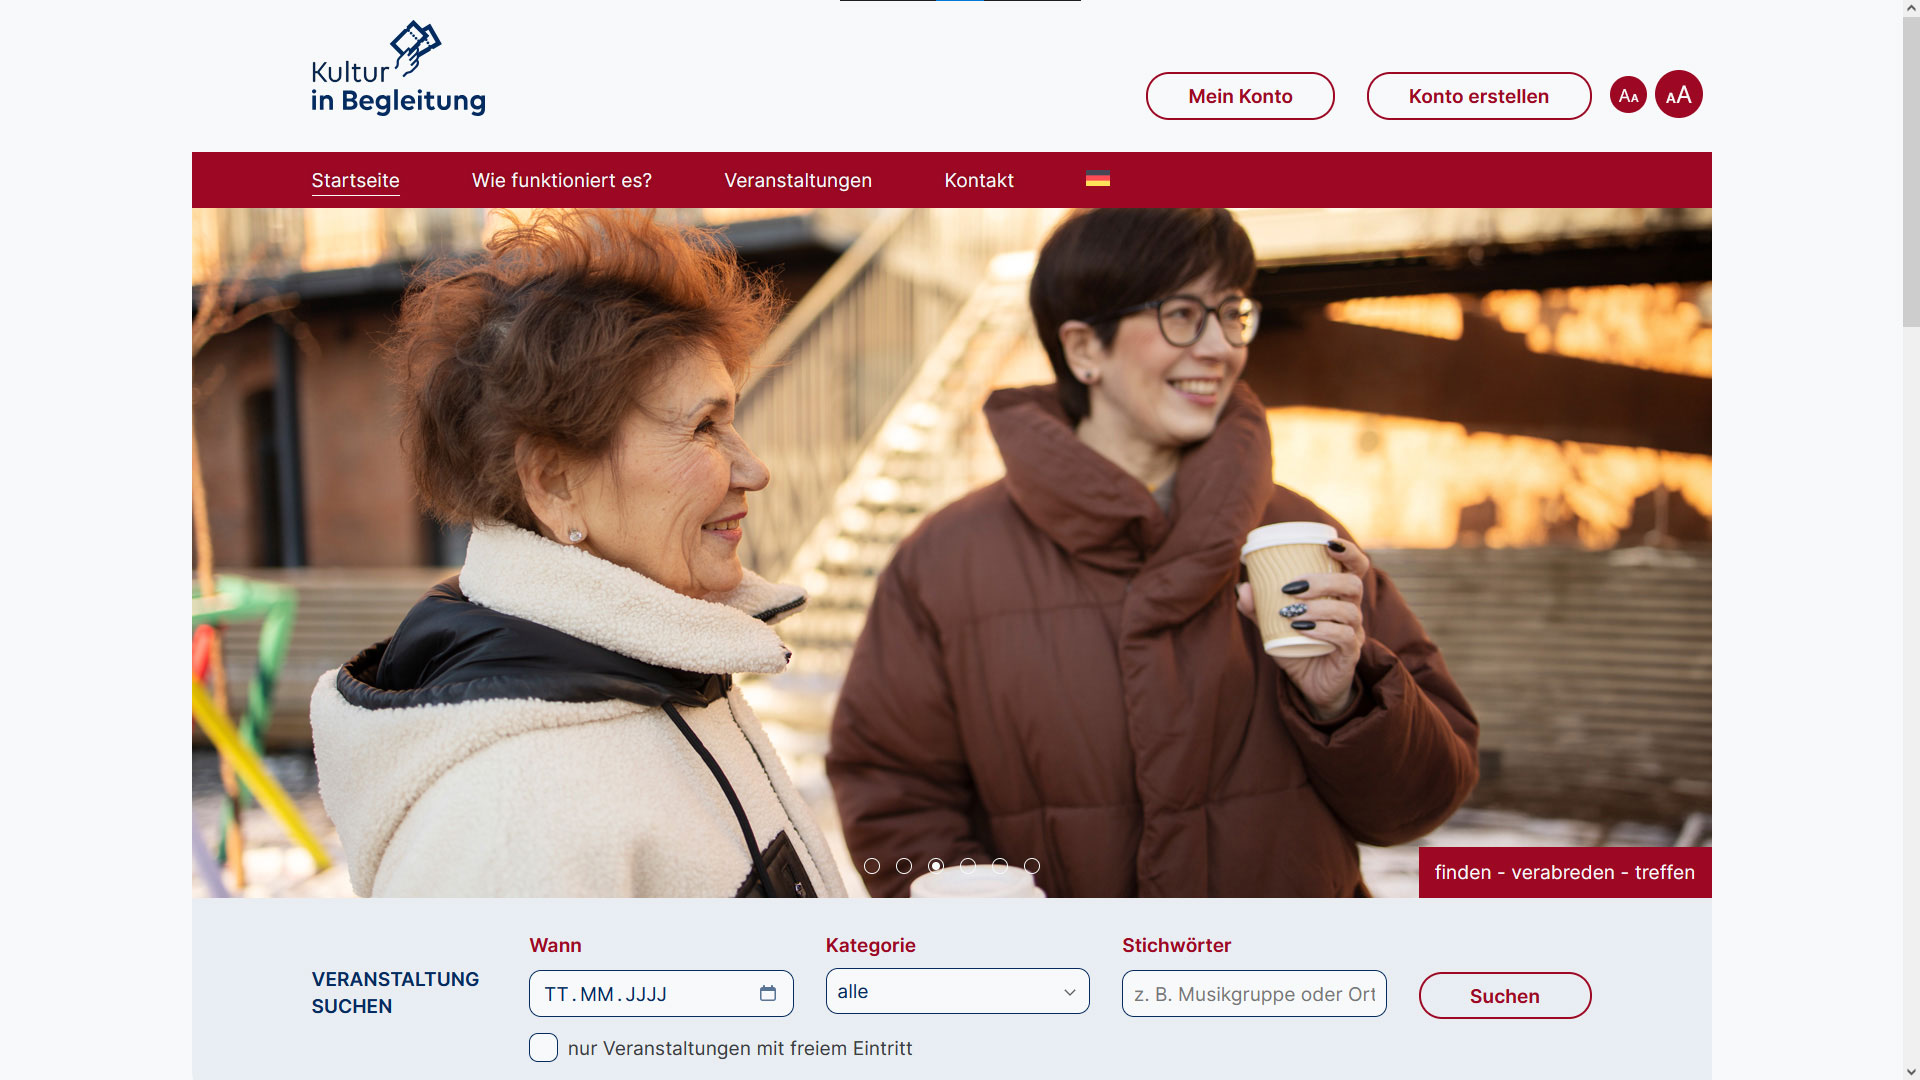 Kultur
in Begleitung
Mein Konto
Konto erstellen
AA
AA
Startseite
Wie funktioniert es?
Veranstaltungen
Kontakt
finden - verabreden - treffen
VERANSTALTUNG
SUCHEN
Wann
TT.MM.JJJJ
Kategorie
alle
Stichwörter
z. B. Musikgruppe oder Ort
Suchen
nur Veranstaltungen mit freiem Eintritt